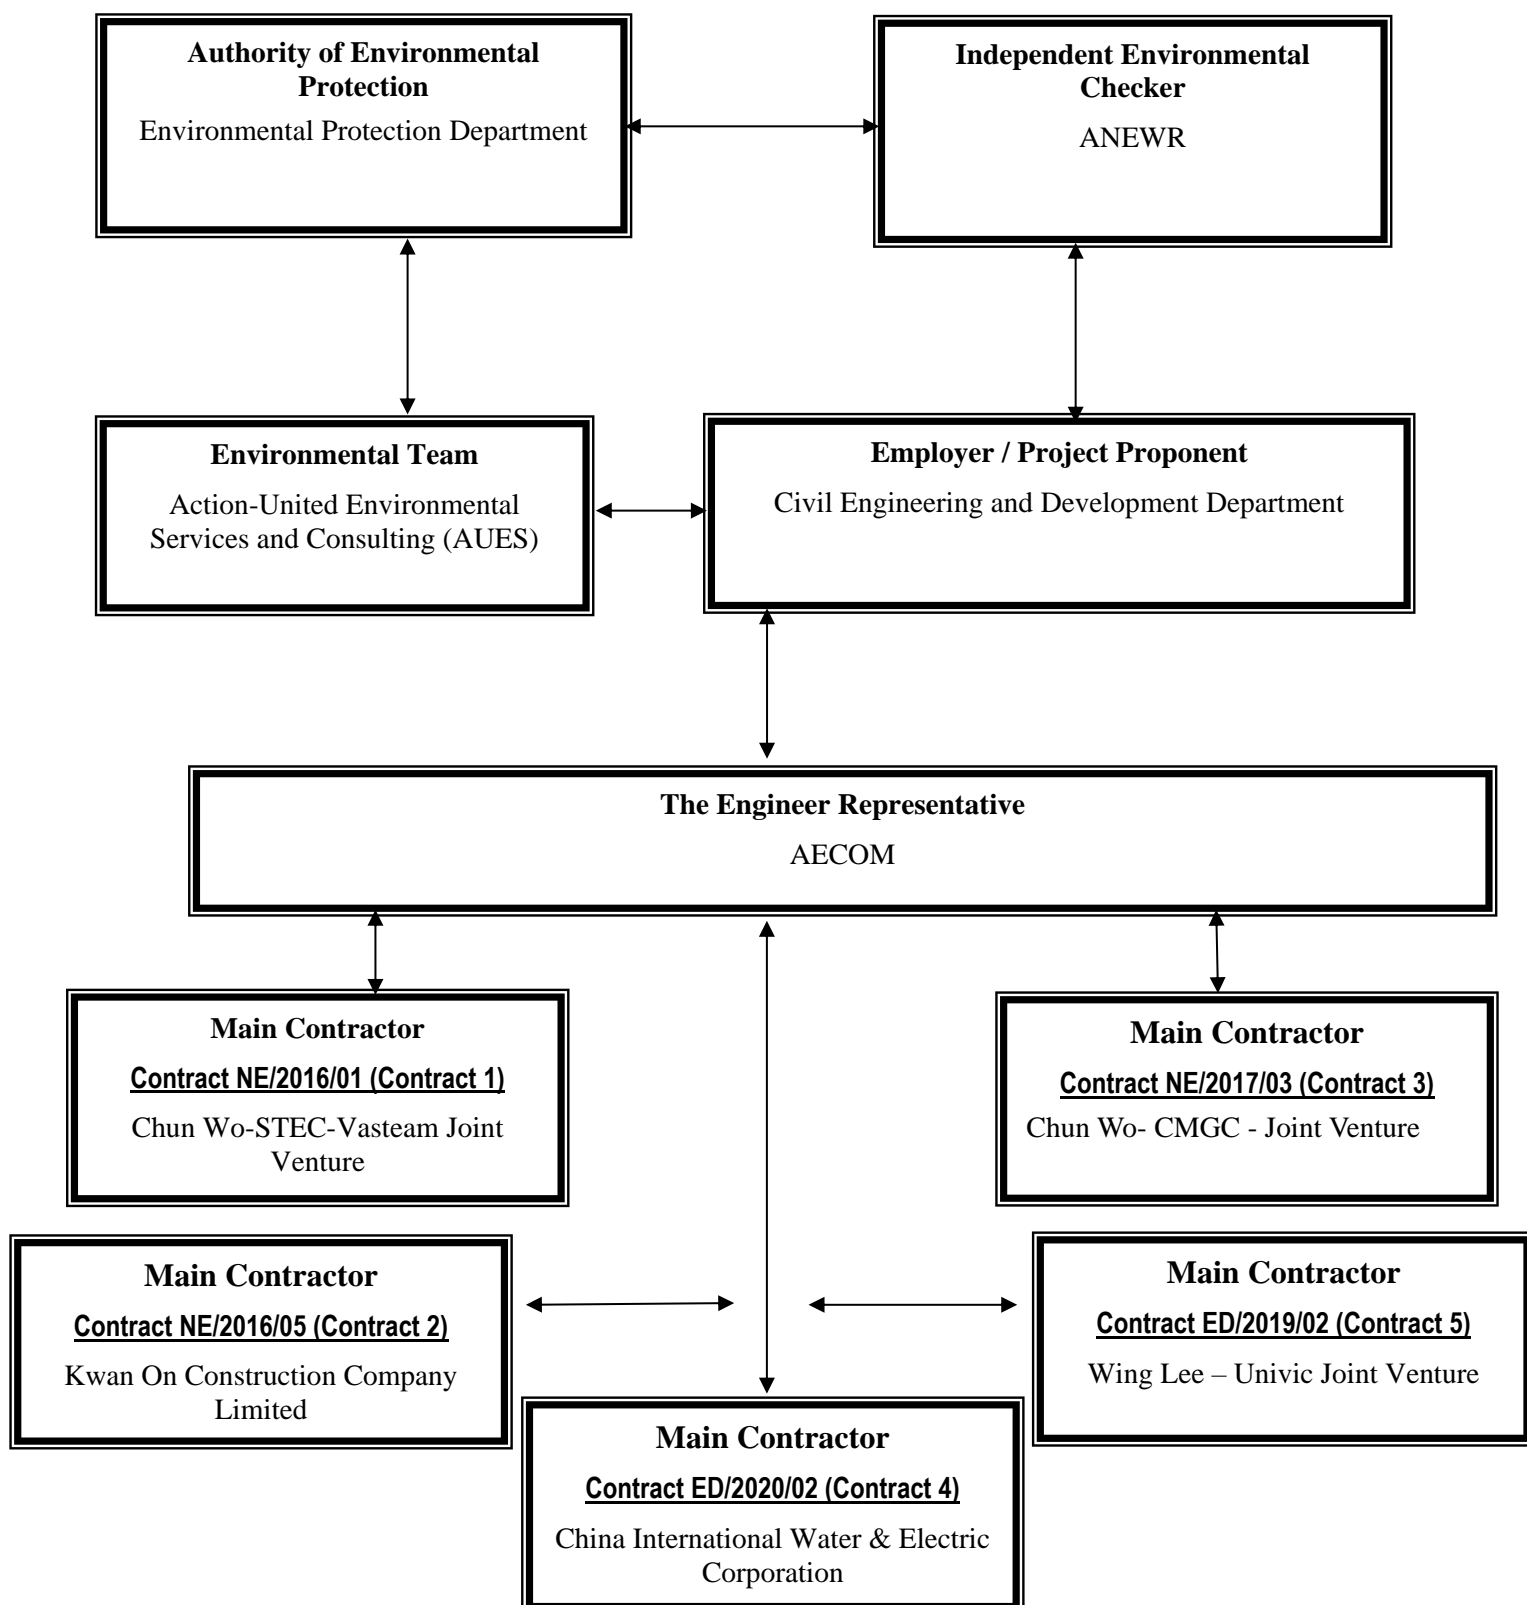 Authority of Environmental
Protection
Environmental Protection Department
Independent Environmental
Checker
ANEWR
Environmental Team
Action-United Environmental
Services and Consulting (AUES)
Employer / Project Proponent
Civil Engineering and Development Department
The Engineer Representative
AECOM
Main Contractor
Contract NE/2016/01 (Contract 1)
Chun Wo-STEC-Vasteam Joint
Venture
Main Contractor
Contract NE/2017/03 (Contract 3)
Chun Wo- CMGC - Joint Venture
Main Contractor
Contract NE/2016/05 (Contract 2)
Kwan On Construction Company
Limited
Main Contractor
Contract ED/2019/02 (Contract 5)
Wing Lee – Univic Joint Venture
Main Contractor
Contract ED/2020/02 (Contract 4)
China International Water & Electric
Corporation